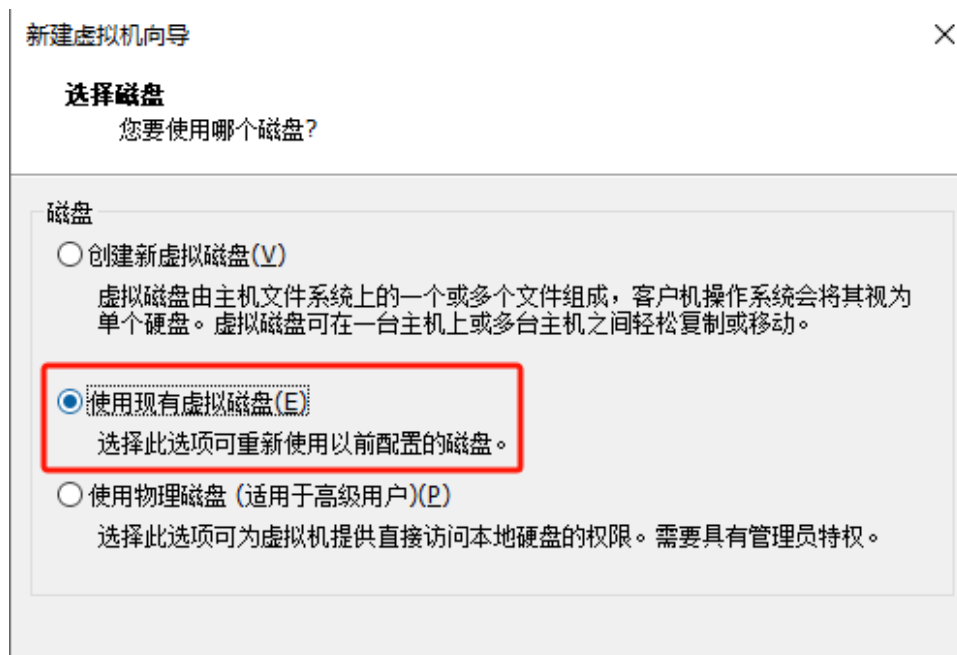 新建虚拟机向导
选择磁盘
您要使用哪个磁盘?
磁盘
创建新虚拟磁盘(V)
虚拟磁盘由主机文件系统上的一个或多个文件组成，客户机操作系统会将其视为
单个硬盘。虚拟磁盘可在一台主机上或多台主机之间轻松复制或移动。
使用现有虚拟磁盘(E)
选择此选项可重新使用以前配置的磁盘。
使用物理磁盘 (适用于高级用户)(P)
选择此选项可为虚拟机提供直接访问本地硬盘的权限。需要具有管理员特权。